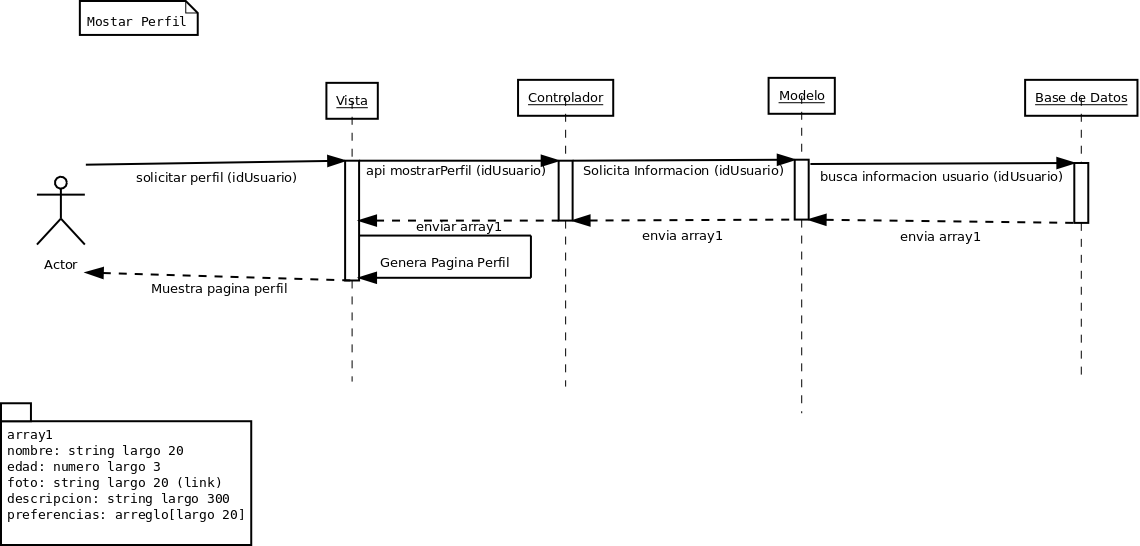 Mostar Perfil
Vista
Controlador
Modelo
Base de Datos
solicitar perfil (idUsuario)
api mostrarPerfil (idUsuario)
Solicita Informacion (idUsuario)
busca informacion usuario (idUsuario)
enviar array1
envia array1
envia array1
Genera Pagina Perfil
Actor
Muestra pagina perfil
array1
nombre: string largo 20
edad: numero largo 3
foto: string largo 20 (link)
descripcion: string largo 300
preferencias: arreglo[largo 20]